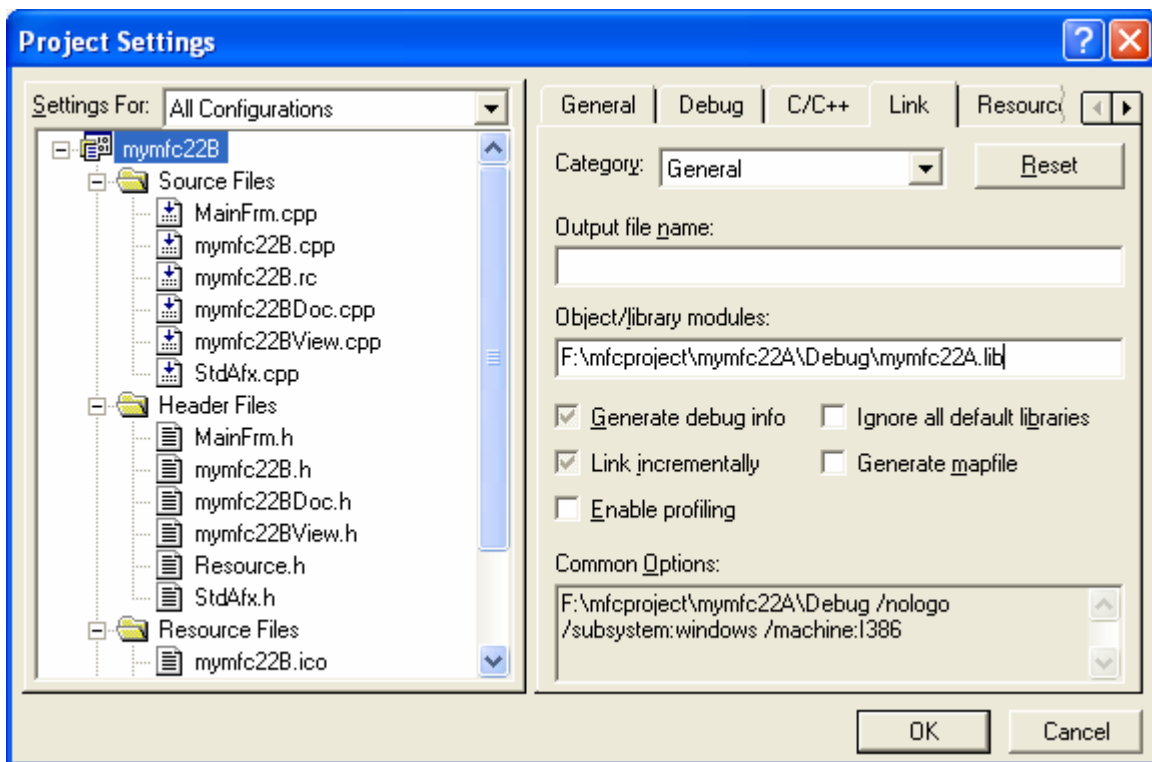 Project Settings
Settings For: All Configurations
mymfc22B
Source Files
MainFrm.cpp
mymfc22B.cpp
mymfc22B.rc
mymfc22BDoc.cpp
mymfc22BView.cpp
StdAfx.cpp
Header Files
MainFrm.h
mymfc22B.h
mymfc22BDoc.h
mymfc22BView.h
Resource.h
StdAfx.h
Resource Files
mymfc22B.ico
General Debug C/C++ Link Resourc
Category: General Reset
Output file name:
Object/library modules:
F:\mfcproject\mymfc22A\Debug\mymfc22A.lib
Generate debug info Ignore all default libraries
Link incrementally Generate mapfile
Enable profiling
Common Options:
F:\mfcproject\mymfc22A\Debug /nologo
/subsystem:windows /machine:I386
OK Cancel